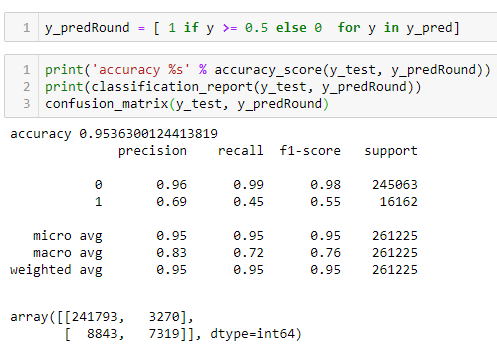 1 y_predRound = [ 1 if y >= 0.5 else 0  for y in y_pred]
1 print('accuracy %s' % accuracy_score(y_test, y_predRound))
2 print(classification_report(y_test, y_predRound))
3 confusion_matrix(y_test, y_predRound)
accuracy 0.9536300124413819
precision recall f1-score support
0 0.96 0.99 0.98 245063
1 0.69 0.45 0.55 16162
micro avg 0.95 0.95 0.95 261225
macro avg 0.83 0.72 0.76 261225
weighted avg 0.95 0.95 0.95 261225
array([[241793,   3270],
[  8843,   7319]], dtype=int64)